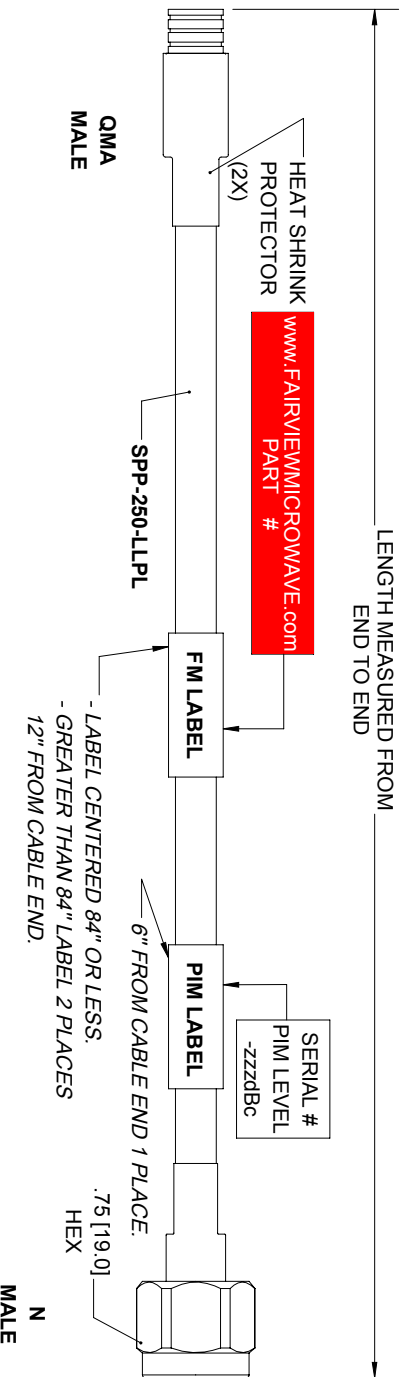 LENGTH MEASURED FROM
END TO END
HEAT SHRINK
PROTECTOR
(2X)
www.FAIRVIEWMICROWAVE.com
PART #
SERIAL #
PIM LEVEL
-zzzdBc
FM LABEL
PIM LABEL
QMA
MALE
SPP-250-LLPL
- LABEL CENTERED 84" OR LESS.
- GREATER THAN 84" LABEL 2 PLACES
12" FROM CABLE END.
6" FROM CABLE END 1 PLACE.
.75 [19.0]
HEX
N
MALE